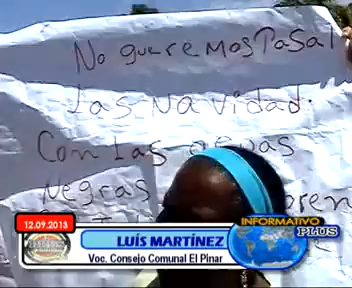 No queremos Pasar
Las Navidad.
Con Las aguas
Negras
12.09.2013
LUÍS MARTÍNEZ
Voc. Consejo Comunal El Pinar
INFORMATIVO
PLUS